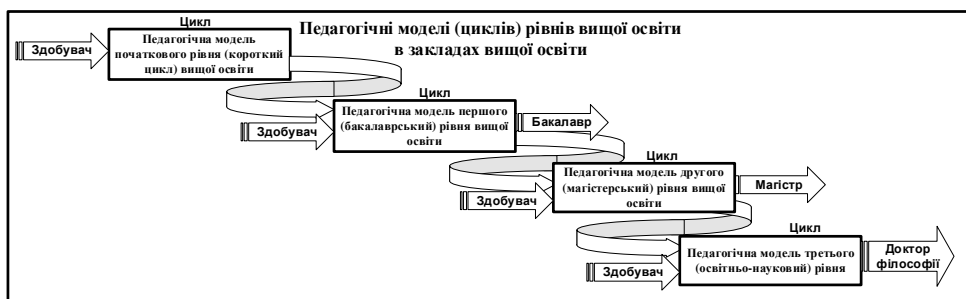 Педагогічні моделі (циклів) рівнів вищої освіти
в закладах вищої освіти
Цикл
Здобувач
Педагогічна модель
початкового рівня (короткий
цикл) вищої освіти
Цикл
Здобувач
Педагогічна модель першого
(бакалаврський) рівня вищої
освіти
Бакалавр
Цикл
Здобувач
Педагогічна модель другого
(магістерський) рівня вищої
освіти
Магістр
Цикл
Здобувач
Педагогічна модель третього
(освітньо-науковий) рівня
Доктор
філософії